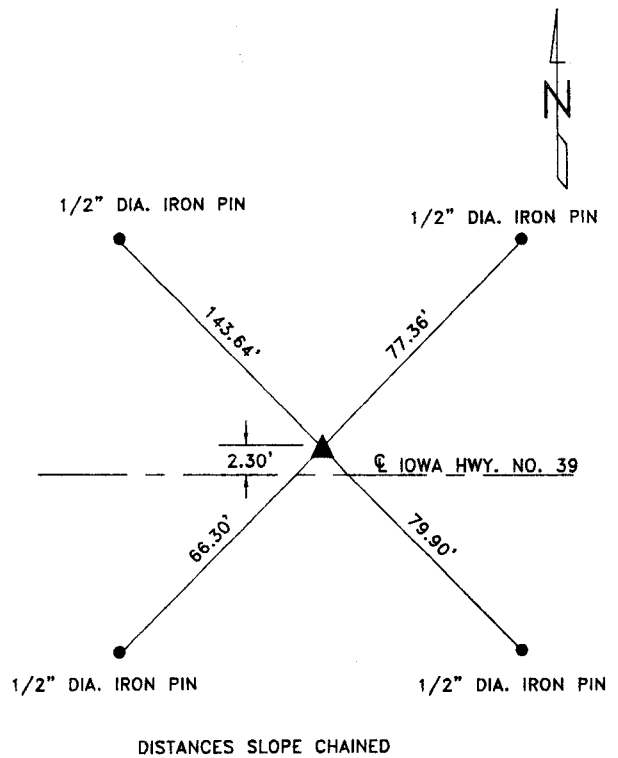 N
1/2" DIA. IRON PIN
1/2" DIA. IRON PIN
143.64'
77.36'
2.30'
℄ IOWA HWY. NO. 39
66.30'
79.90'
1/2" DIA. IRON PIN
1/2" DIA. IRON PIN
DISTANCES SLOPE CHAINED